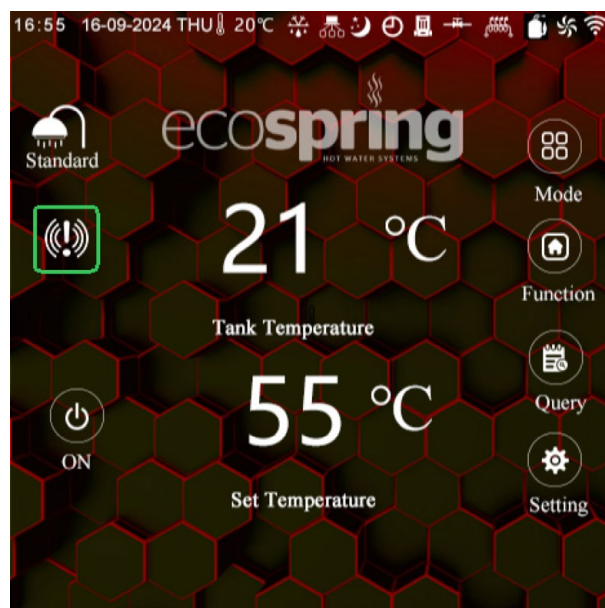 16:55 16-09-2024 THU 20℃
Standard
ecospring
HOT WATER SYSTEMS
Mode
21 ℃
Function
Tank Temperature
55 ℃
Query
ON
Set Temperature
Setting